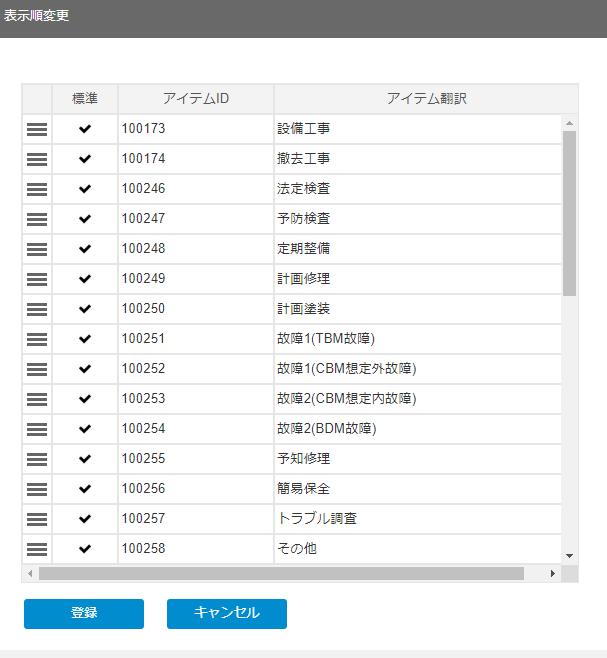 表示順変更
標準 アイテムID アイテム翻訳
100173 設備工事
100174 撤去工事
100246 法定検査
100247 予防検査
100248 定期整備
100249 計画修理
100250 計画塗装
100251 故障1(TBM故障)
100252 故障1(CBM想定外故障)
100253 故障2(CBM想定内故障)
100254 故障2(BDM故障)
100255 予知修理
100256 簡易保全
100257 トラブル調査
100258 その他
登録 キャンセル